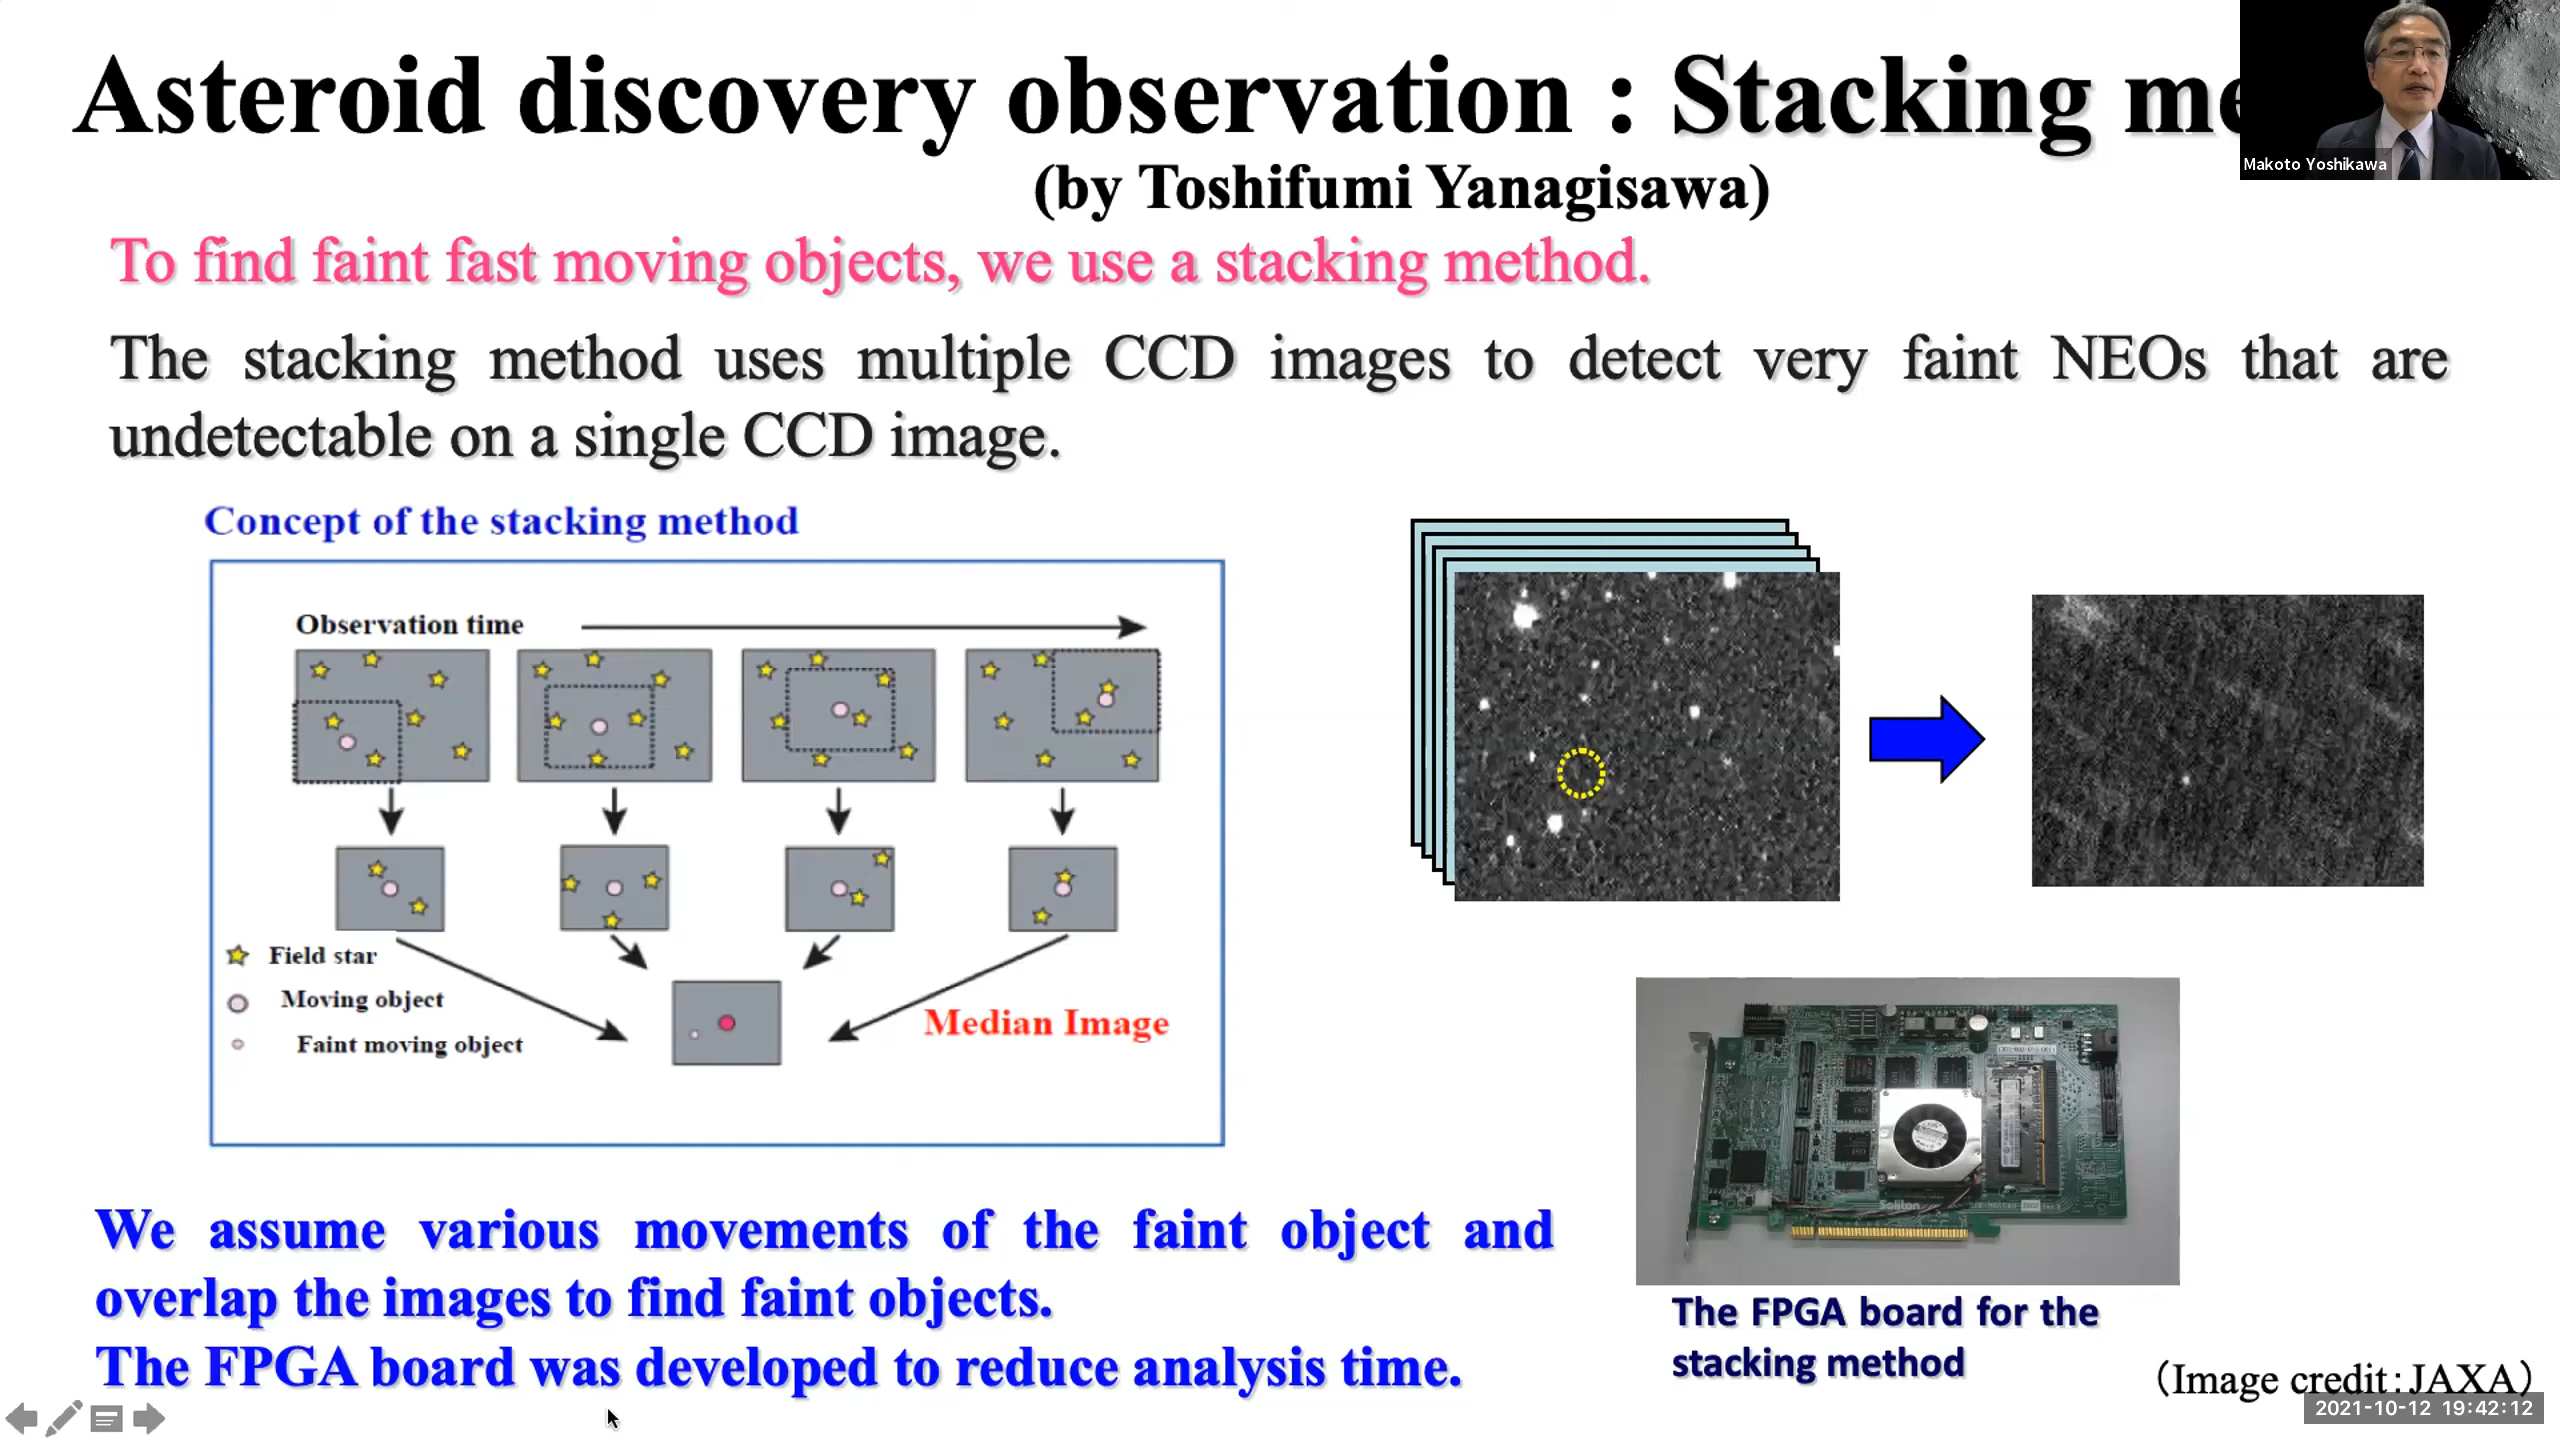 Asteroid discovery observation : Stacking
Makoto Yoshikawa
(by Toshifumi Yanagisawa)
To find faint fast moving objects, we use a stacking method.
The stacking method uses multiple CCD images to detect very faint NEOs that are
undetectable on a single CCD image.
Concept of the stacking method
Observation time
Field star
Moving object
Faint moving object
Median Image
Soliton
We assume various movements of the faint object and
overlap the images to find faint objects.
The FPGA board was developed to reduce analysis time.
The FPGA board for the
stacking method
(Image credit:JAXA)
2021-10-12 19:42:12